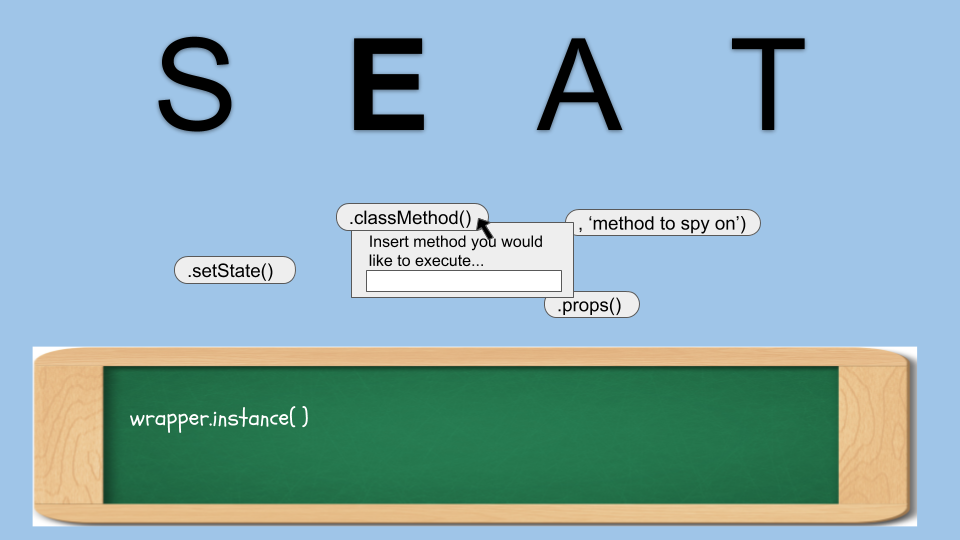 S E A T
.classMethod()
, ‘method to spy on’)
Insert method you would
like to execute...
.setState()
.props()
wrapper.instance( )